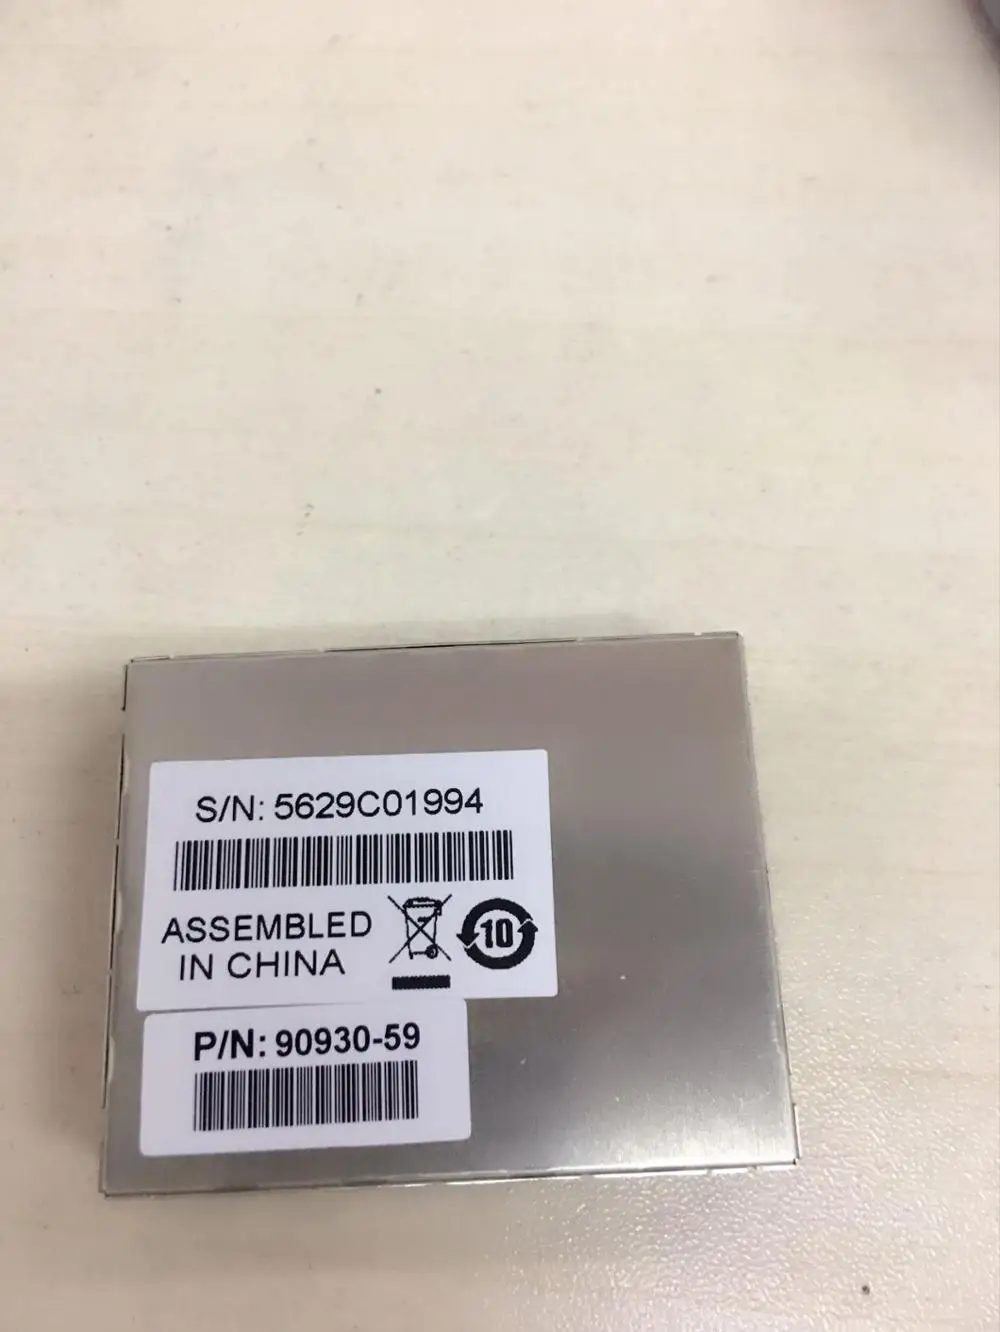 S/N: 5629C01994
ASSEMBLED
IN CHINA
10
P/N: 90930-59